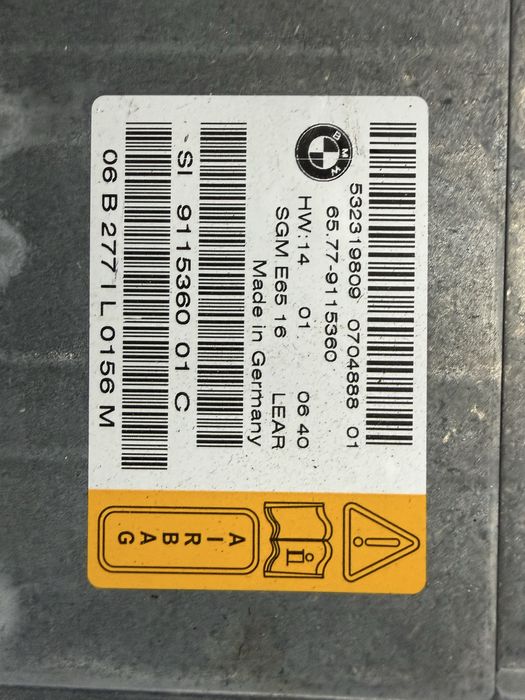 BMW
532319809 0704888 01
65.77-9115360
HW:14 01 06 40
SGM E65 16 LEAR
Made in Germany
SI 9115360 01 C
06 B 277 I L 0156 M
AIRBAG